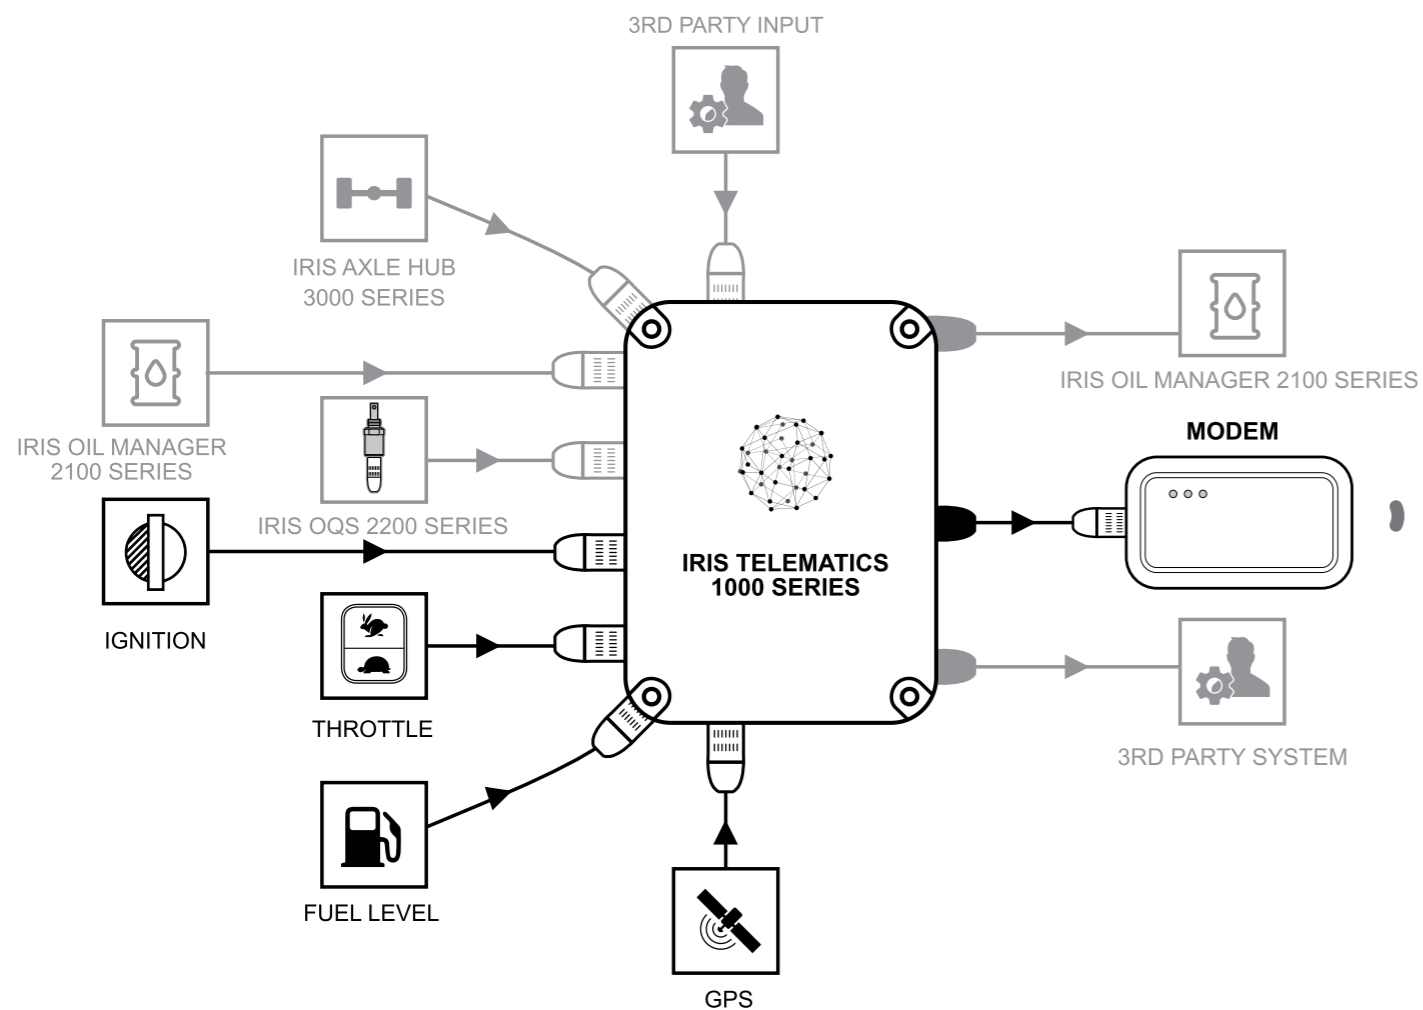 3RD PARTY INPUT
IRIS AXLE HUB
3000 SERIES
IRIS OIL MANAGER 2100 SERIES
IRIS OIL MANAGER
2100 SERIES
MODEM
IRIS OQS 2200 SERIES
IRIS TELEMATICS
1000 SERIES
IGNITION
THROTTLE
3RD PARTY SYSTEM
FUEL LEVEL
GPS